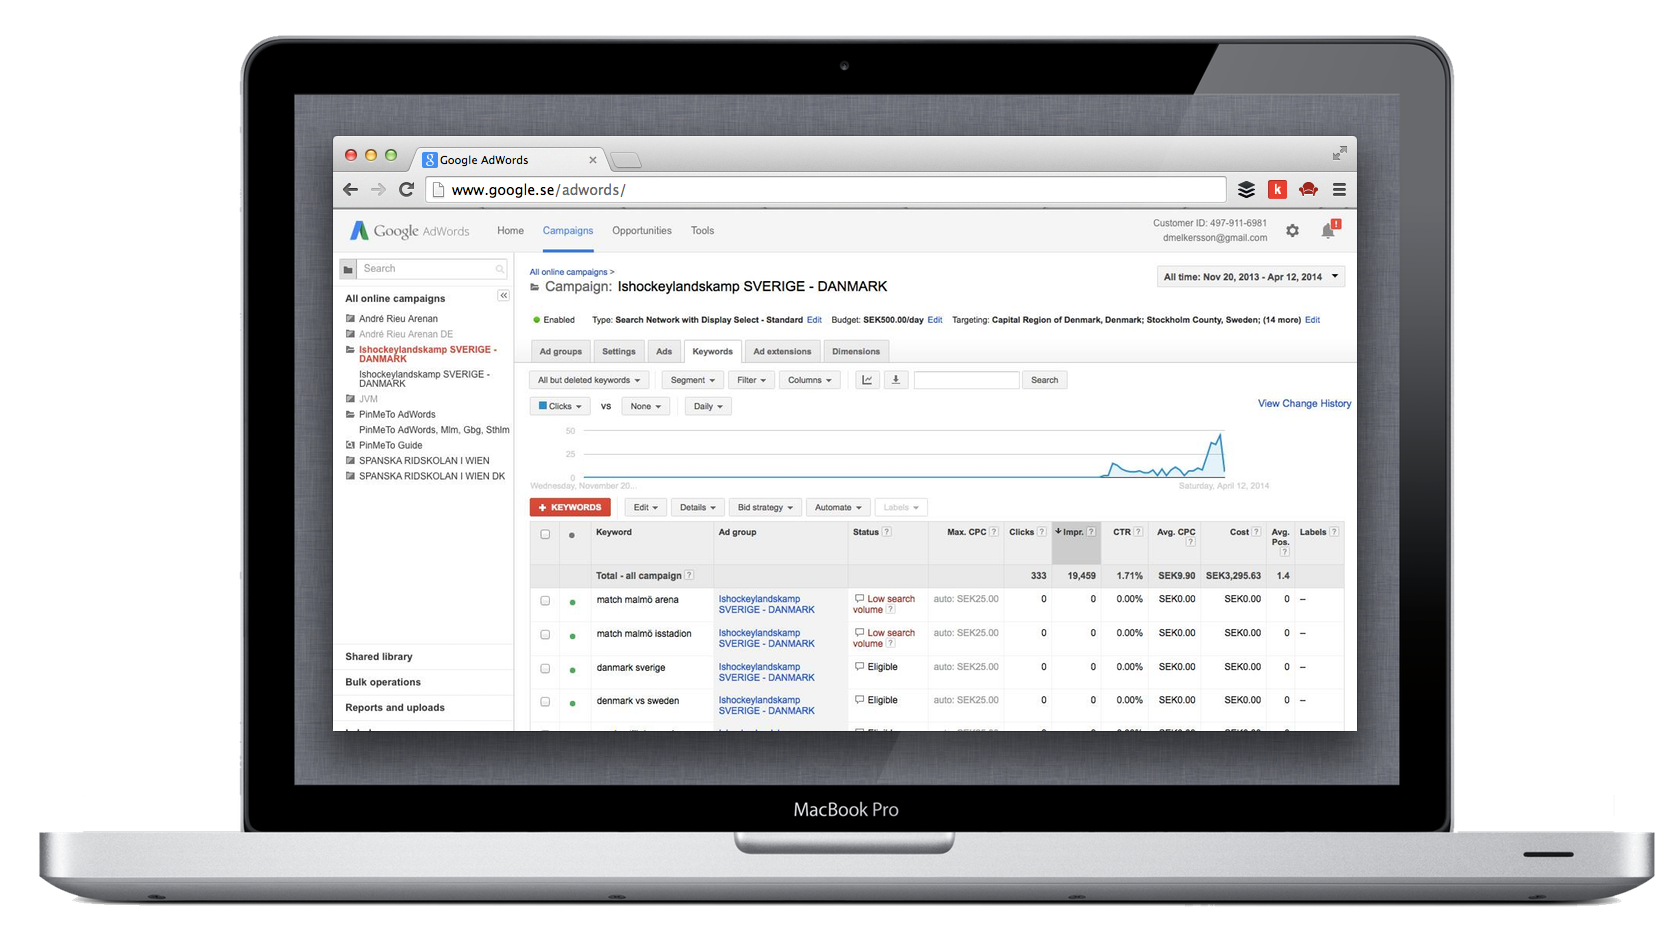 Google AdWords
www.google.se/adwords/
k
Google AdWords
Home
Campaigns
Opportunities
Tools
Customer ID: 497-911-6981
dmelkersson@gmail.com
!
Search
All online campaigns
André Rieu Arenan
André Rieu Arenan DE
Ishockeylandskamp SVERIGE -
DANMARK
Ishockeylandskamp SVERIGE -
DANMARK
JVM
PinMeTo AdWords
PinMeTo AdWords, Mlm, Gbg, Sthlm
PinMeTo Guide
SPANSKA RIDSKOLAN I WIEN
SPANSKA RIDSKOLAN I WIEN DK
Shared library
Bulk operations
Reports and uploads
All online campaigns >
Campaign: Ishockeylandskamp SVERIGE - DANMARK
All time: Nov 20, 2013 - Apr 12, 2014
Enabled Type: Search Network with Display Select - Standard Edit Budget: SEK500.00/day Edit Targeting: Capital Region of Denmark, Denmark; Stockholm County, Sweden; (14 more) Edit
Ad groups Settings Ads Keywords Ad extensions Dimensions
All but deleted keywords Segment Filter Columns Search
Clicks VS None Daily
View Change History
50
25
0
Wednesday, November 20...
Saturday, April 12, 2014
+ KEYWORDS Edit Details Bid strategy Automate Labels
Keyword Ad group Status ? Max. CPC ? Clicks ? Impr. ? CTR ? Avg. CPC ? Cost ? Avg. Pos. ? Labels ?
Total - all campaign ? 333 19,459 1.71% SEK9.90 SEK3,295.63 1.4
match malmö arena Ishockeylandskamp SVERIGE - DANMARK Low search volume ? auto: SEK25.00 0 0 0.00% SEK0.00 SEK0.00 0 --
match malmö isstadion Ishockeylandskamp SVERIGE - DANMARK Low search volume ? auto: SEK25.00 0 0 0.00% SEK0.00 SEK0.00 0 --
danmark sverige Ishockeylandskamp SVERIGE - DANMARK Eligible auto: SEK25.00 0 0 0.00% SEK0.00 SEK0.00 0 --
denmark vs sweden Ishockeylandskamp SVERIGE - DANMARK Eligible auto: SEK25.00 0 0 0.00% SEK0.00 SEK0.00 0 --
MacBook Pro